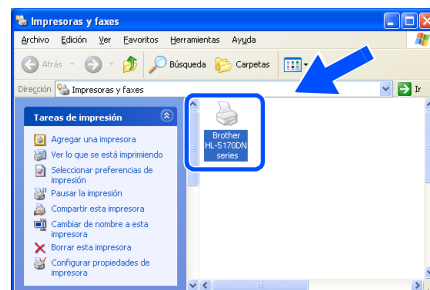 Impresoras y faxes
Archivo Edición Ver Favoritos Herramientas Ayuda
Atrás Búsqueda Carpetas
Dirección Impresoras y faxes Ir
Tareas de impresión
Agregar una impresora
Ver lo que se está imprimiendo
Seleccionar preferencias de
impresión
Pausar la impresión
Compartir esta impresora
Cambiar de nombre a esta
impresora
Borrar esta impresora
Configurar propiedades de
impresora
Brother
HL-5170DN
series